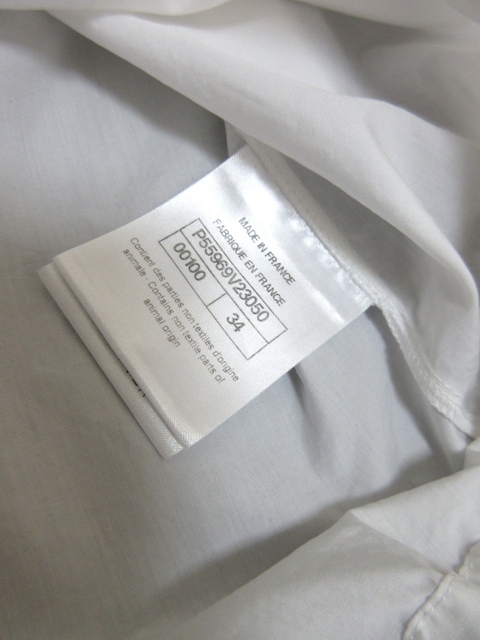 MADE IN FRANCE
FABRIQUE EN FRANCE
P55969V23050
00100 34
Contient des parties non textiles d'origine
animale - Contains non textile parts of
animal origin